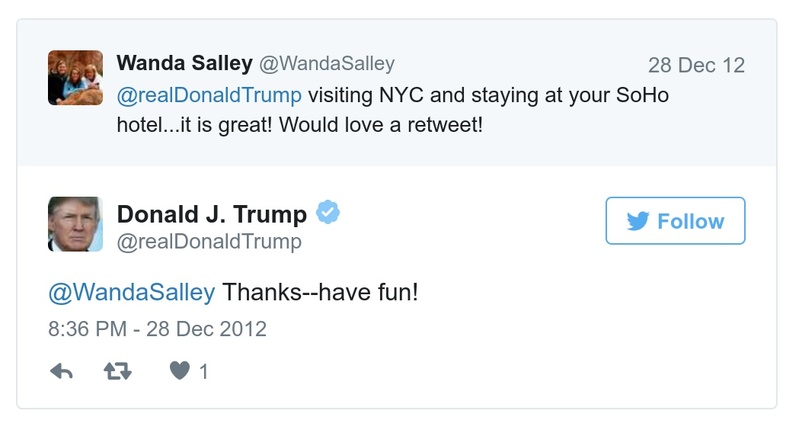 Wanda Salley @WandaSalley 28 Dec 12
@realDonaldTrump visiting NYC and staying at your SoHo
hotel...it is great! Would love a retweet!
Donald J. Trump
Follow
@realDonaldTrump
@WandaSalley Thanks--have fun!
8:36 PM - 28 Dec 2012
1